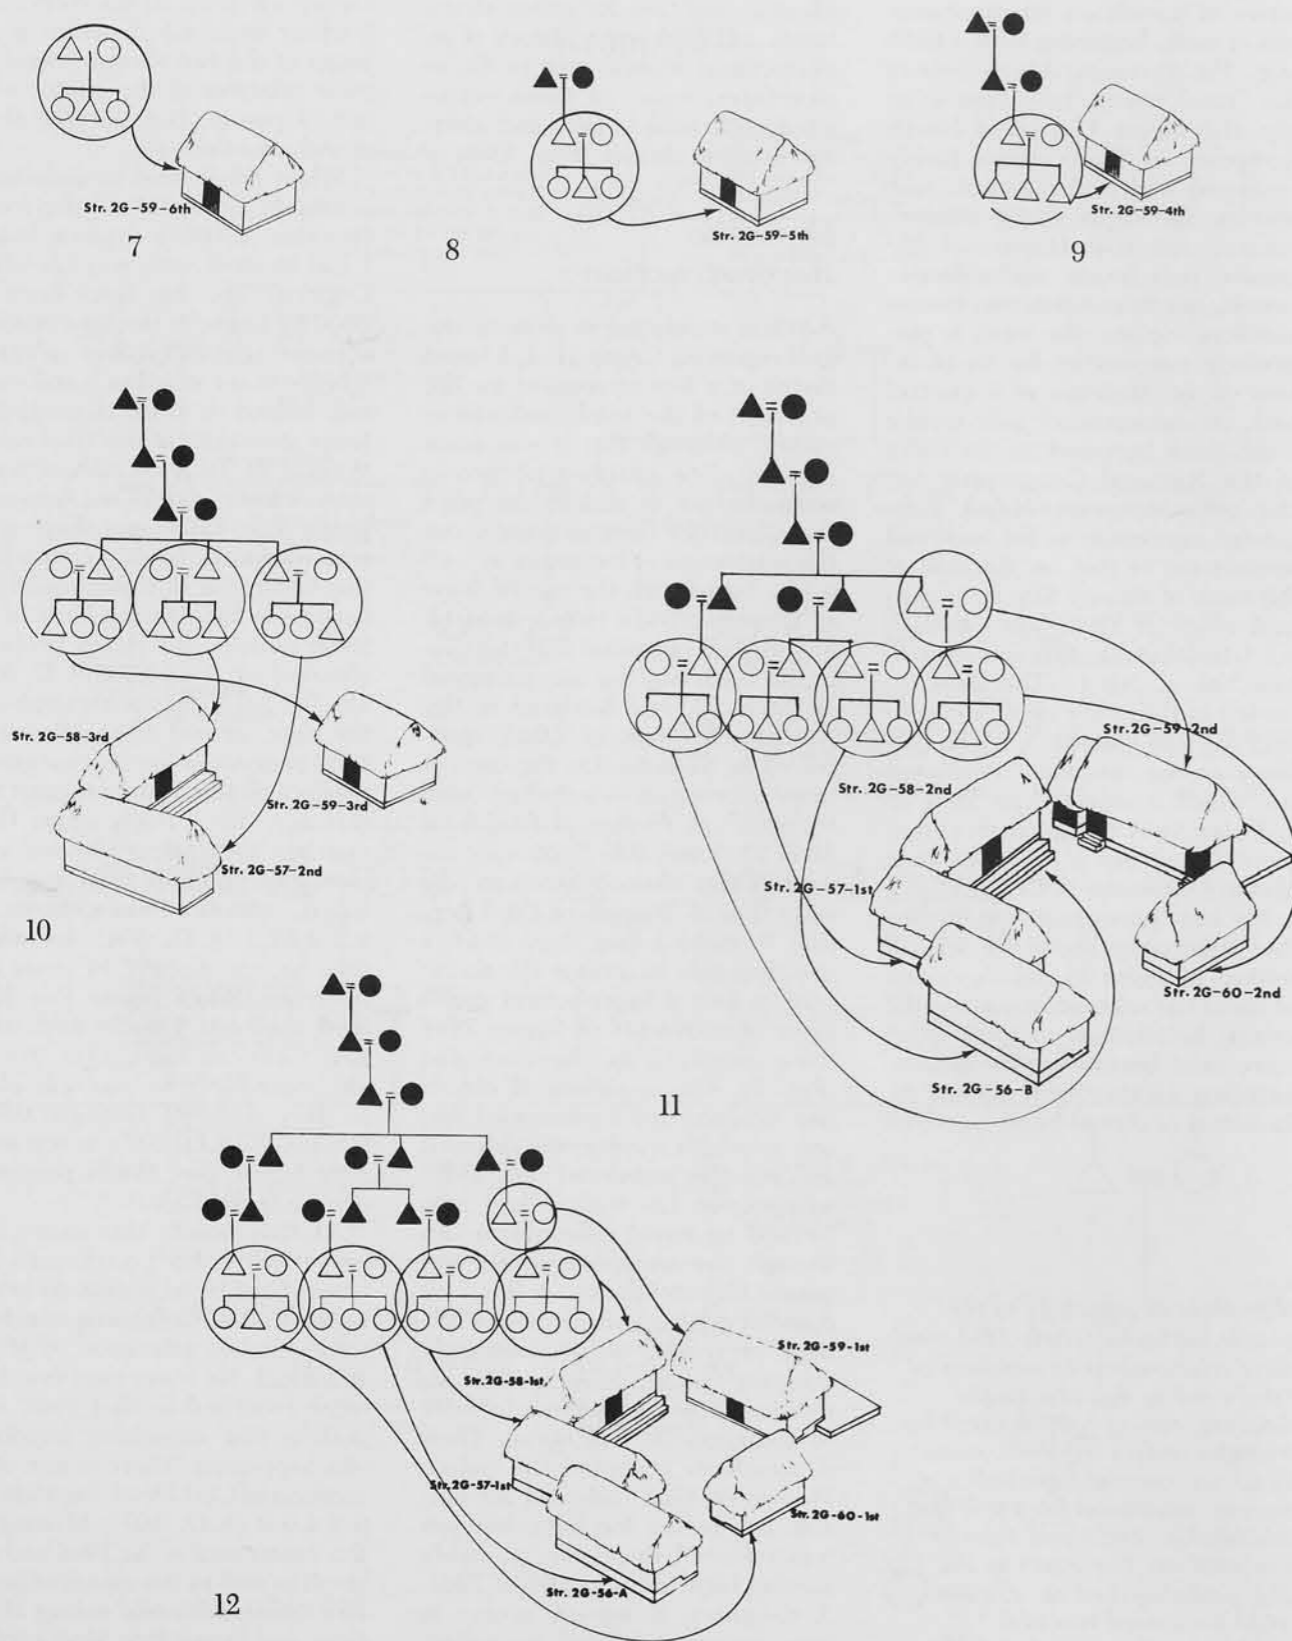 Str. 2G-59-6th
7
Str. 2G-59-5th
8
Str. 2G-59-4th
9
Str. 2G-58-3rd
Str. 2G-59-3rd
Str. 2G-57-2nd
10
Str. 2G-59-2nd
Str. 2G-58-2nd
Str. 2G-57-1st
Str. 2G-60-2nd
Str. 2G-56-B
11
Str. 2G-59-1st
Str. 2G-58-1st
Str. 2G-57-1st
Str. 2G-60-1st
Str. 2G-56-A
12